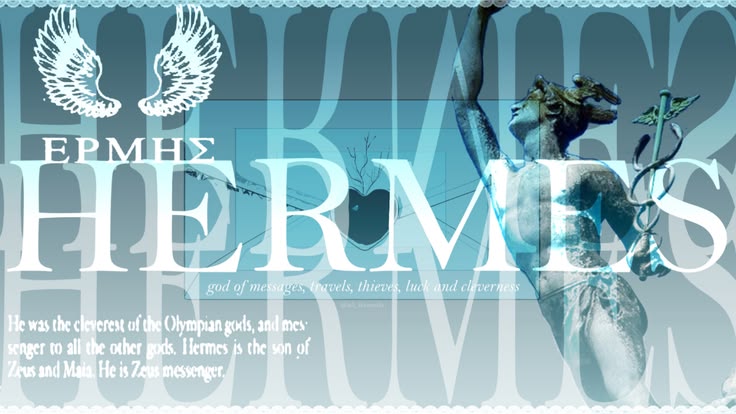 ΕΡΜΗΣ
HERMES
god of messages, travels, thieves, luck and cleverness
He was the cleverest of the Olympian gods, and mes-
senger to all the other gods. Hermes is the son of
Zeus and Maia. He is Zeus messenger.
HERMES
HERMES